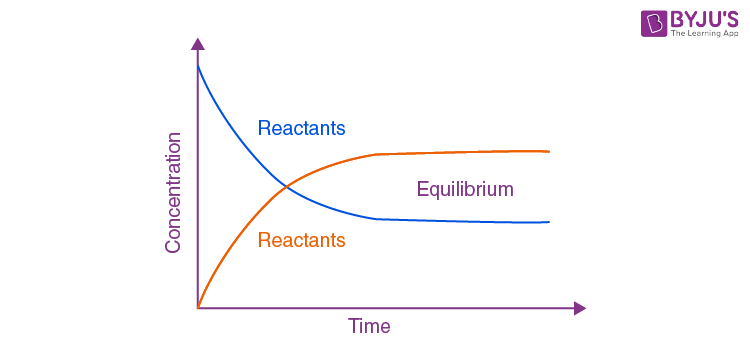 BYJU'S
The Learning App
Reactants
Concentration
Equilibrium
Reactants
Time